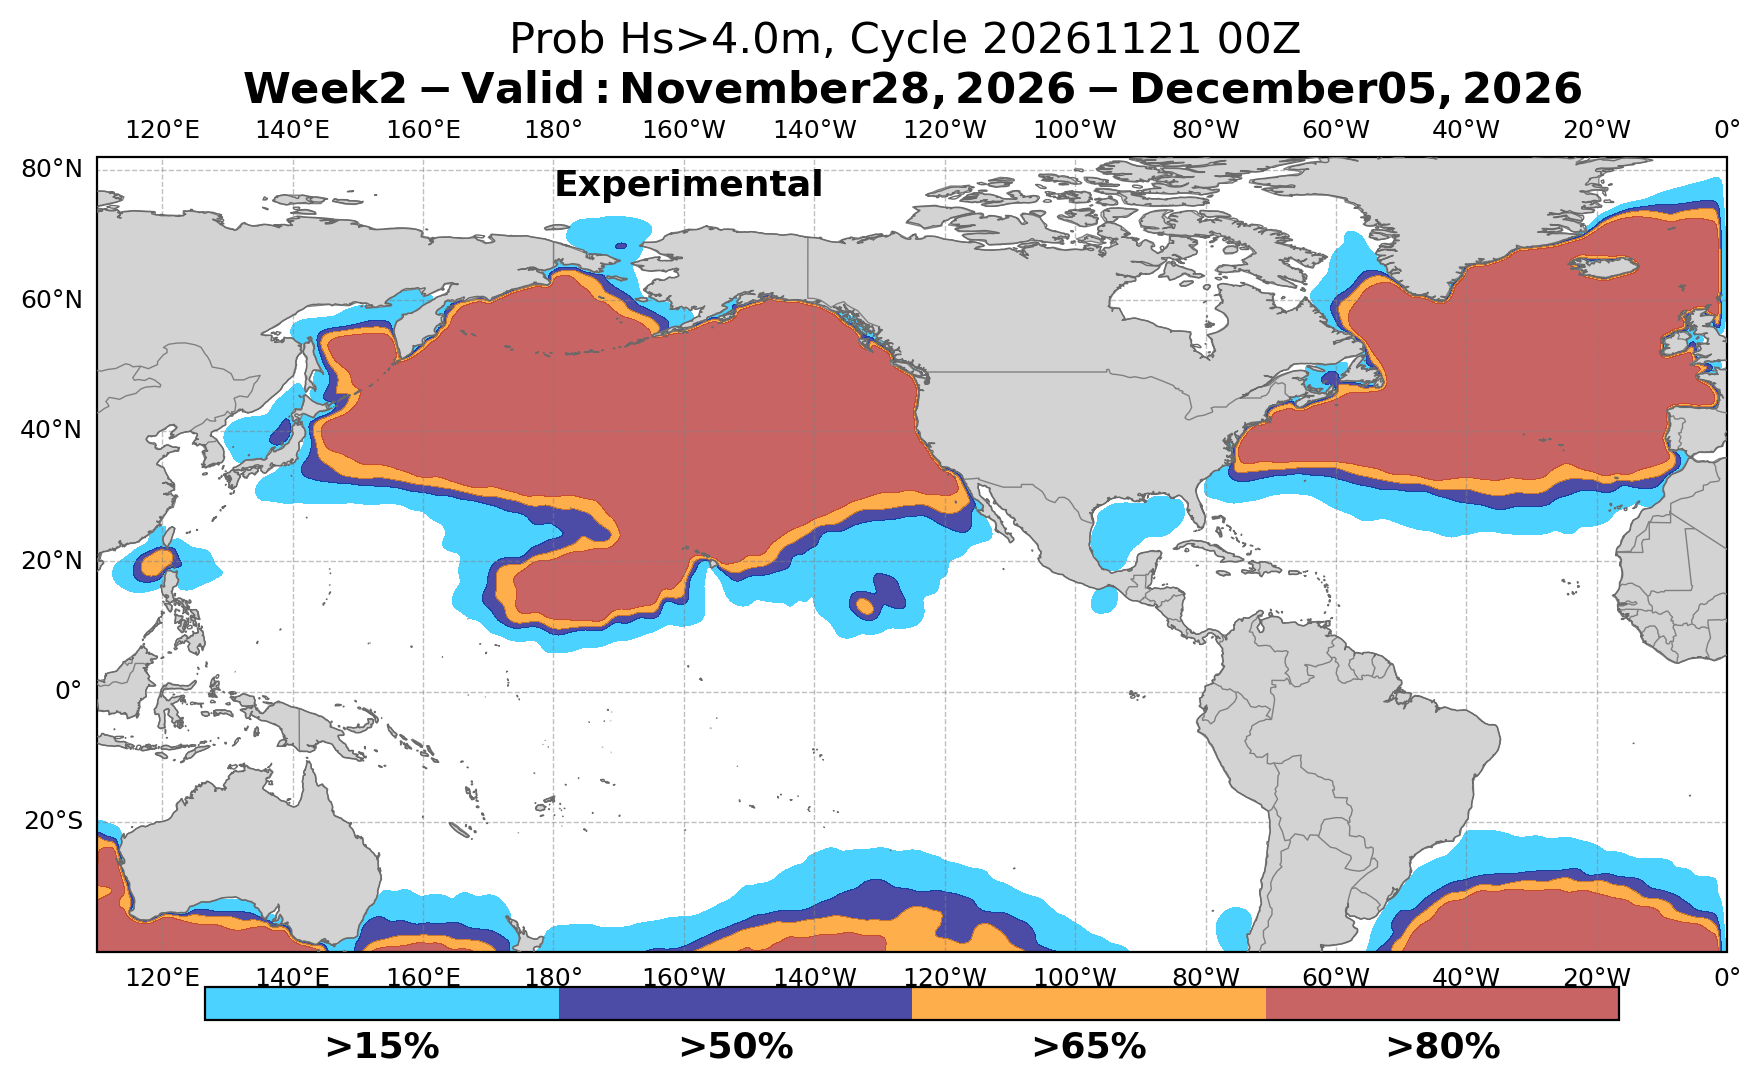 Prob Hs>4.0m, Cycle 20261121 00Z
Week2 − Valid : November28, 2026 − December05, 2026
120°E 140°E 160°E 180° 160°W 140°W 120°W 100°W 80°W 60°W 40°W 20°W 0°
80°N
Experimental
60°N
40°N
20°N
0°
20°S
120°E 140°E 160°E 180° 160°W 140°W 120°W 100°W 80°W 60°W 40°W 20°W 0°
>15% >50% >65% >80%